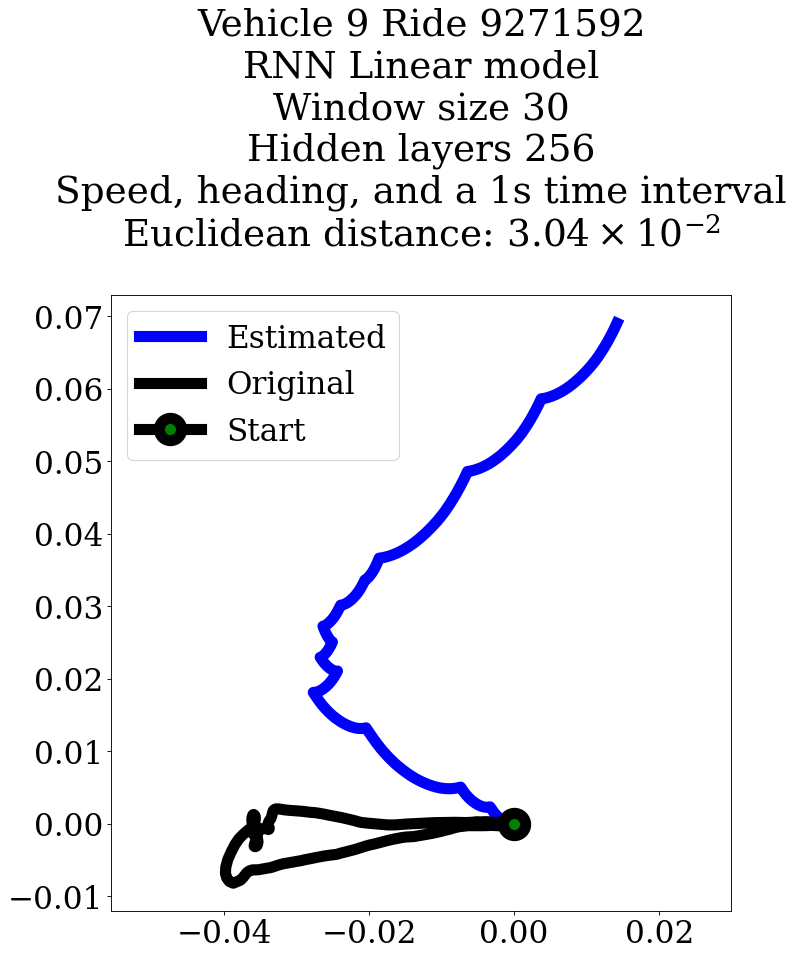 Vehicle 9 Ride 9271592
RNN Linear model
Window size 30
Hidden layers 256
Speed, heading, and a 1s time interval
Euclidean distance: 3.04 × 10⁻²
Estimated
Original
Start
0.07
0.06
0.05
0.04
0.03
0.02
0.01
0.00
−0.01
−0.04 −0.02 0.00 0.02